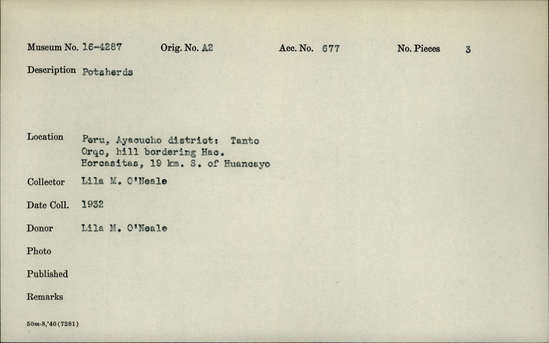 Museum No. 16-4287 Orig. No. A2 Acc. No. 677 No. Pieces 3
Description Potsherds
Location Peru, Ayacucho district: Tanto
Orqo, hill bordering Hac.
Horcasitas, 19 km. S. of Huancayo
Collector Lila M. O'Neale
Date Coll. 1932
Donor Lila M. O'Neale
Photo
Published
Remarks
50m-8,'40(7281)